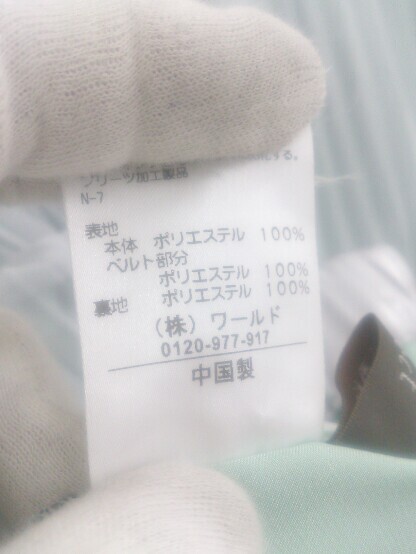 する。
プリーツ加工製品
N-7
表地
本体 ポリエステル 100%
ベルト部分
ポリエステル 100%
裏地 ポリエステル 100%
（株）ワールド
0120-977-917
中国製